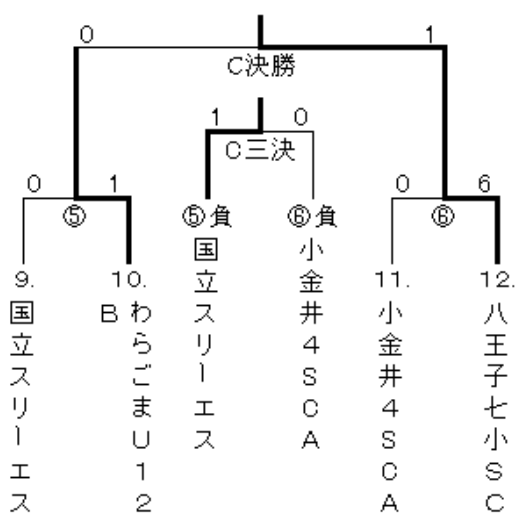 0 1
C決勝
1 0
C三決
0 1
⑤
⑤負
⑥負
0 6
⑥
国立スリーエス
小金井4SCA
9.
国立スリーエス
10.
わらごまU12
B
11.
小金井4SCA
12.
八王子七小SC